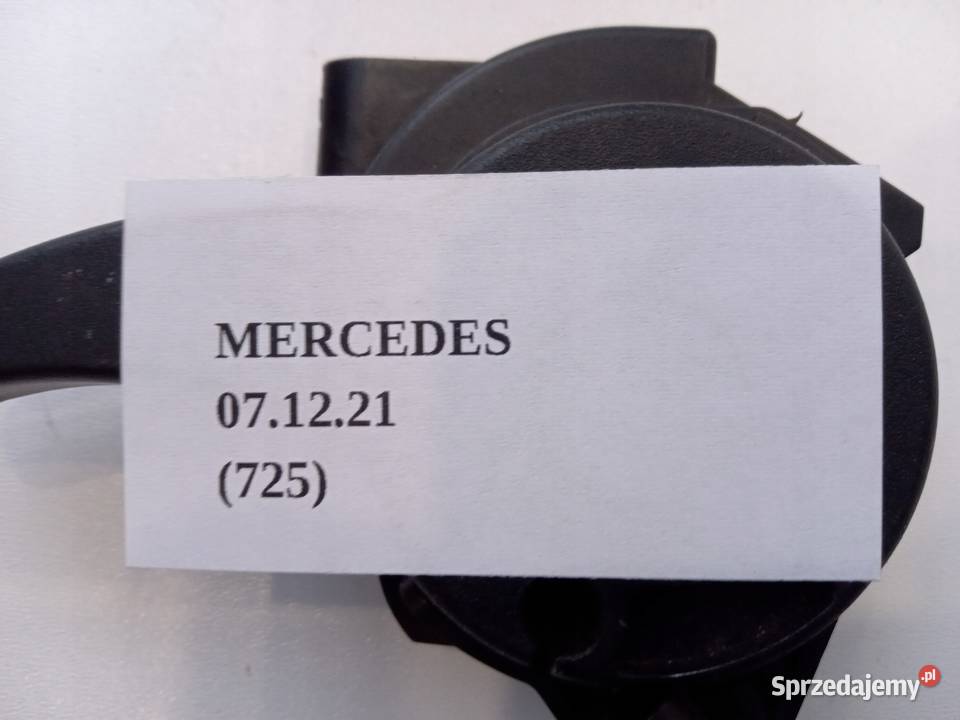 MERCEDES
07.12.21
(725)
Sprzedajemy.pl